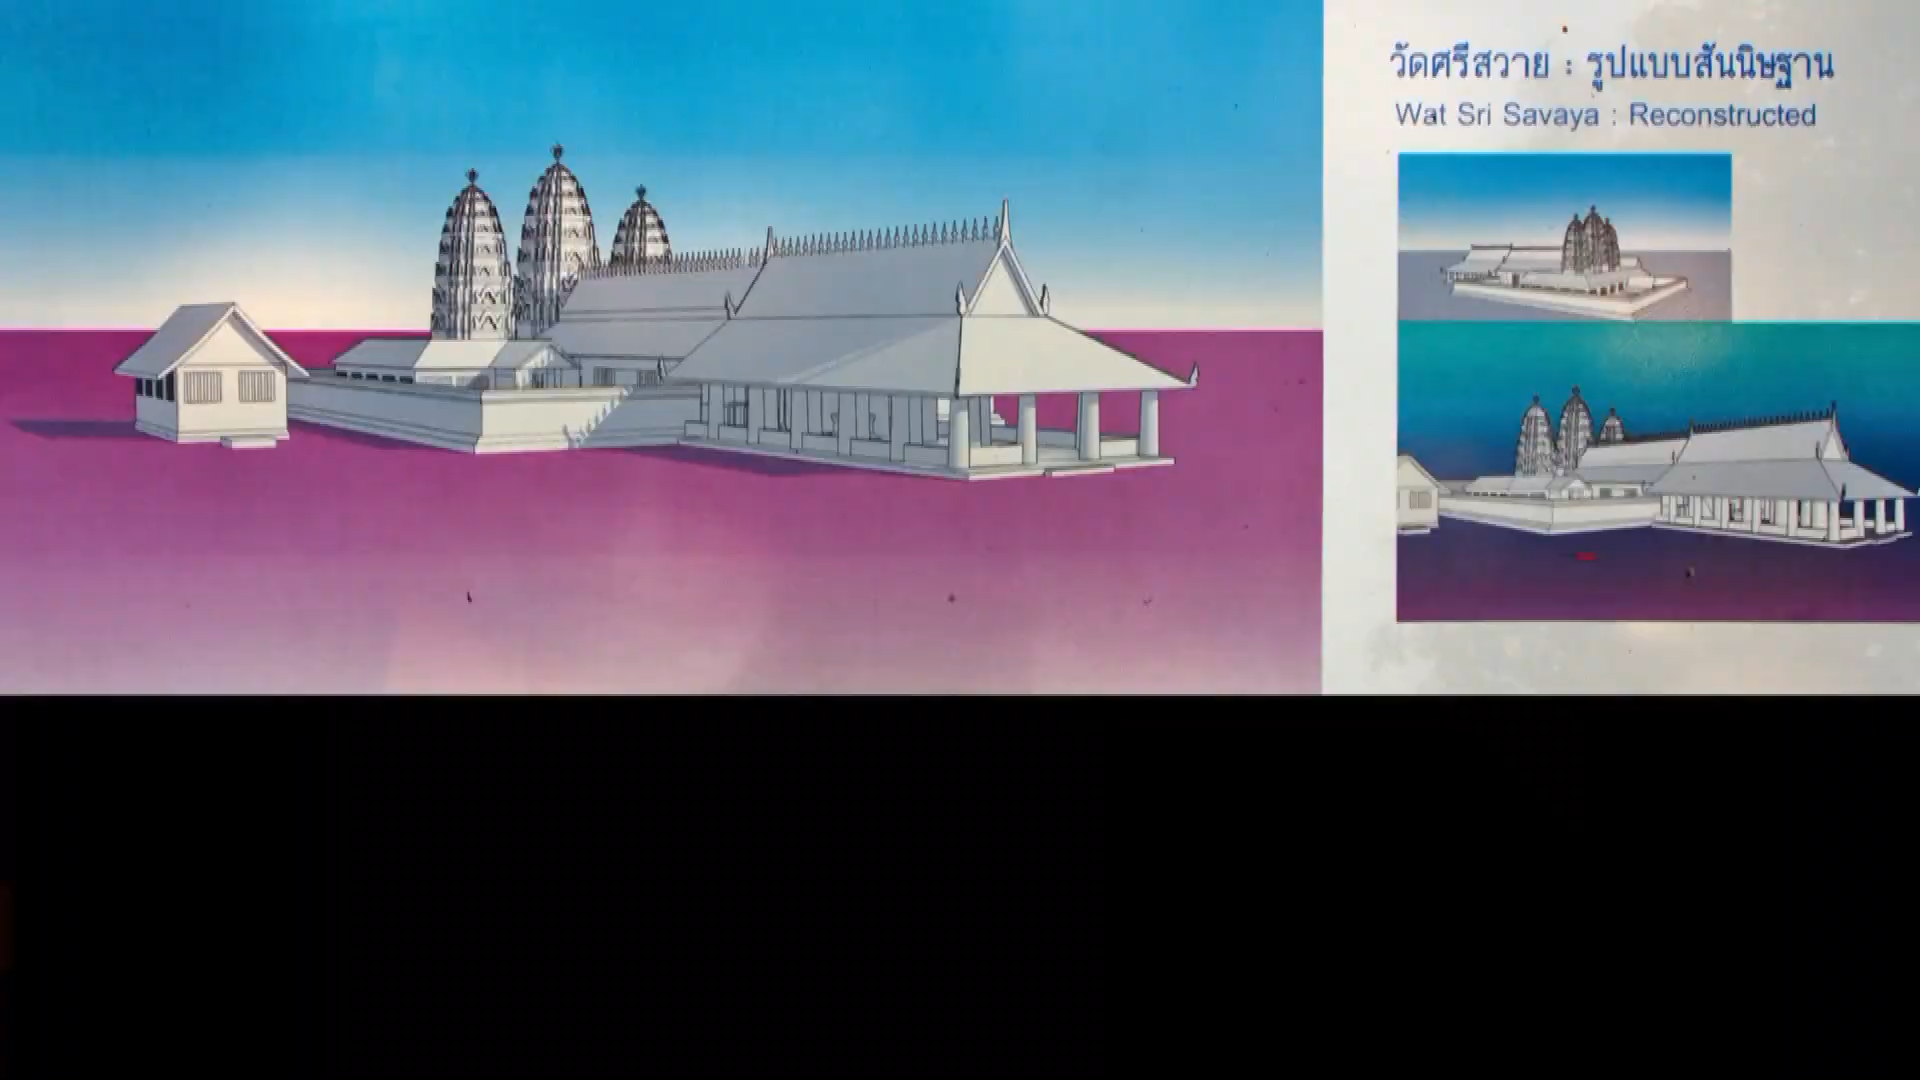 วัดศรีสวาย : รูปแบบสันนิษฐาน
Wat Sri Savaya : Reconstructed